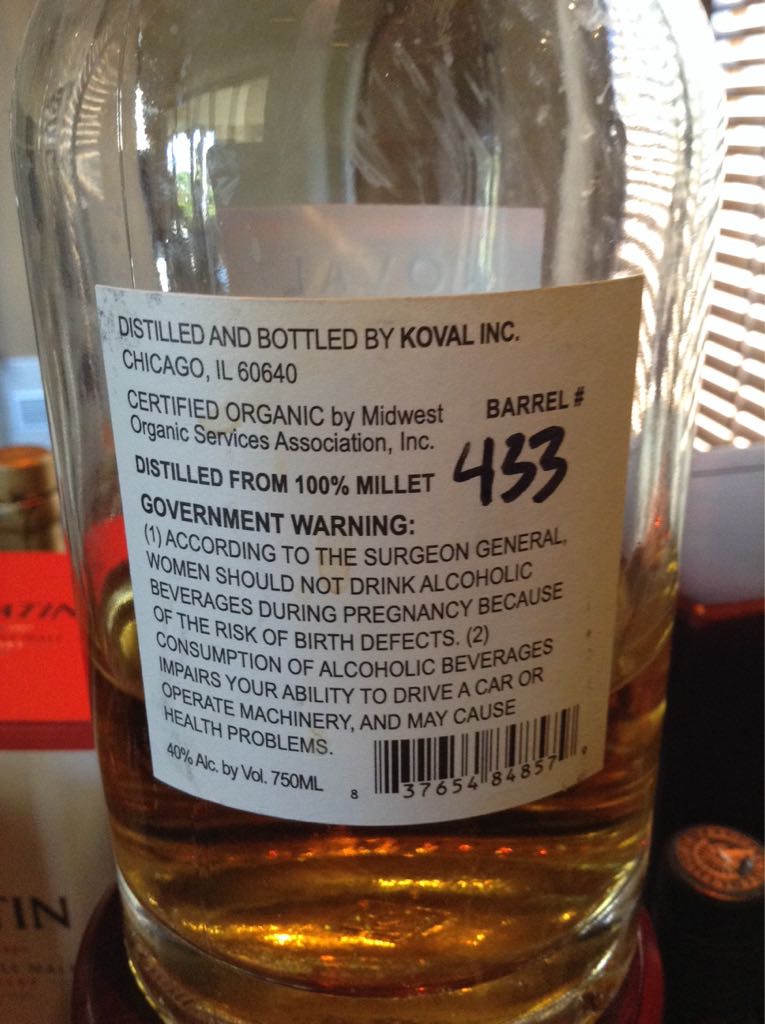 DISTILLED AND BOTTLED BY KOVAL INC.
CHICAGO, IL 60640
CERTIFIED ORGANIC by Midwest
Organic Services Association, Inc.
BARREL #
433
DISTILLED FROM 100% MILLET
GOVERNMENT WARNING:
(1) ACCORDING TO THE SURGEON GENERAL,
WOMEN SHOULD NOT DRINK ALCOHOLIC
BEVERAGES DURING PREGNANCY BECAUSE
OF THE RISK OF BIRTH DEFECTS. (2)
CONSUMPTION OF ALCOHOLIC BEVERAGES
IMPAIRS YOUR ABILITY TO DRIVE A CAR OR
OPERATE MACHINERY, AND MAY CAUSE
HEALTH PROBLEMS.
40% Alc. by Vol. 750ML
8 37654 84857 9